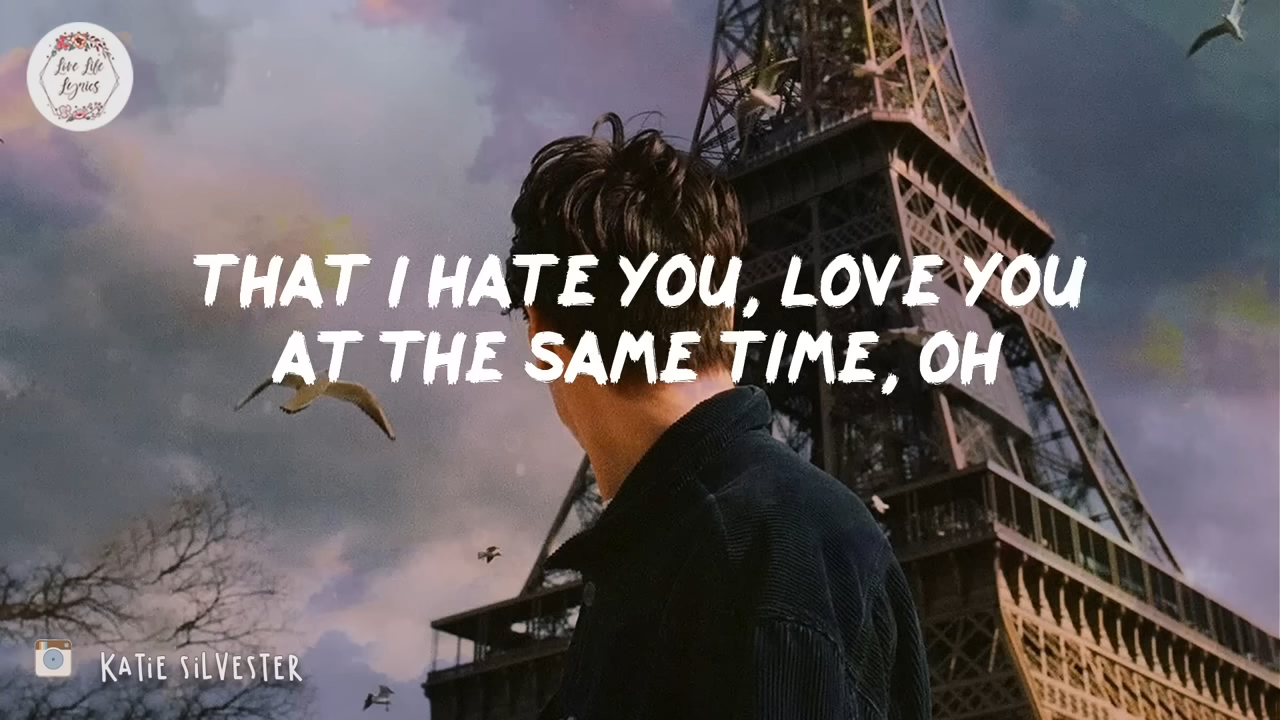 Love Life
Lyrics
THAT I HATE YOU, LOVE YOU
AT THE SAME TIME, OH
KATIE SILVESTER